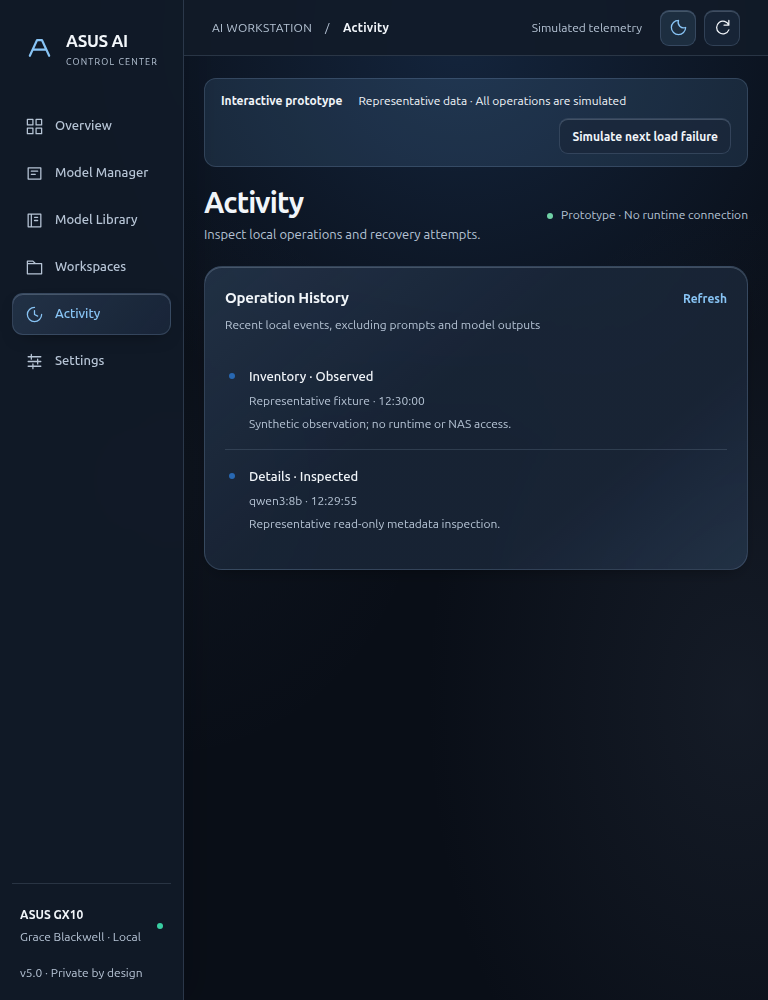 ASUS AI
CONTROL CENTER
Overview
Model Manager
Model Library
Workspaces
Activity
Settings
ASUS GX10
Grace Blackwell · Local
v5.0 · Private by design
AI WORKSTATION / Activity
Simulated telemetry
Interactive prototype Representative data · All operations are simulated
Simulate next load failure
Activity
Inspect local operations and recovery attempts.
Prototype · No runtime connection
Operation History
Refresh
Recent local events, excluding prompts and model outputs
Inventory · Observed
Representative fixture · 12:30:00
Synthetic observation; no runtime or NAS access.
Details · Inspected
qwen3:8b · 12:29:55
Representative read-only metadata inspection.